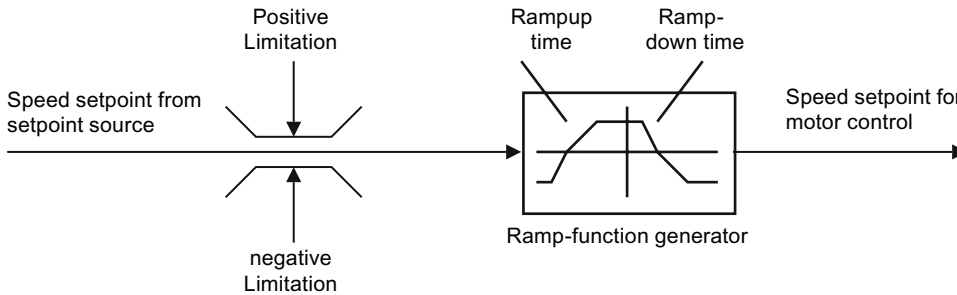 Positive
Limitation
Rampup
time
Ramp-
down time
Speed setpoint from
setpoint source
Speed setpoint for
motor control
Ramp-function generator
negative
Limitation